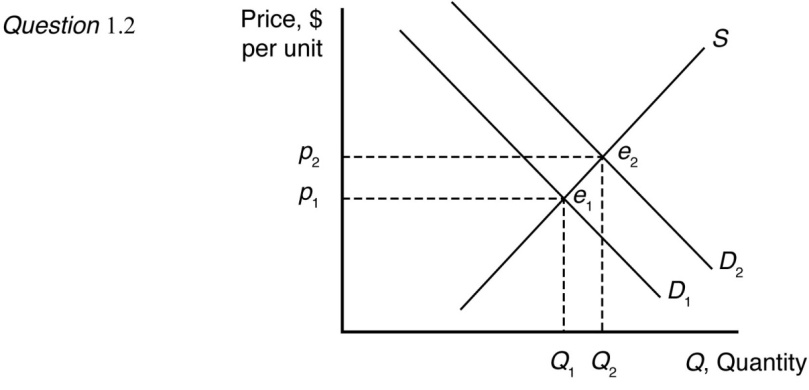 Question 1.2
Price, $
per unit
S
p₂
e₂
p₁
e₁
D₂
D₁
Q₁ Q₂ Q, Quantity